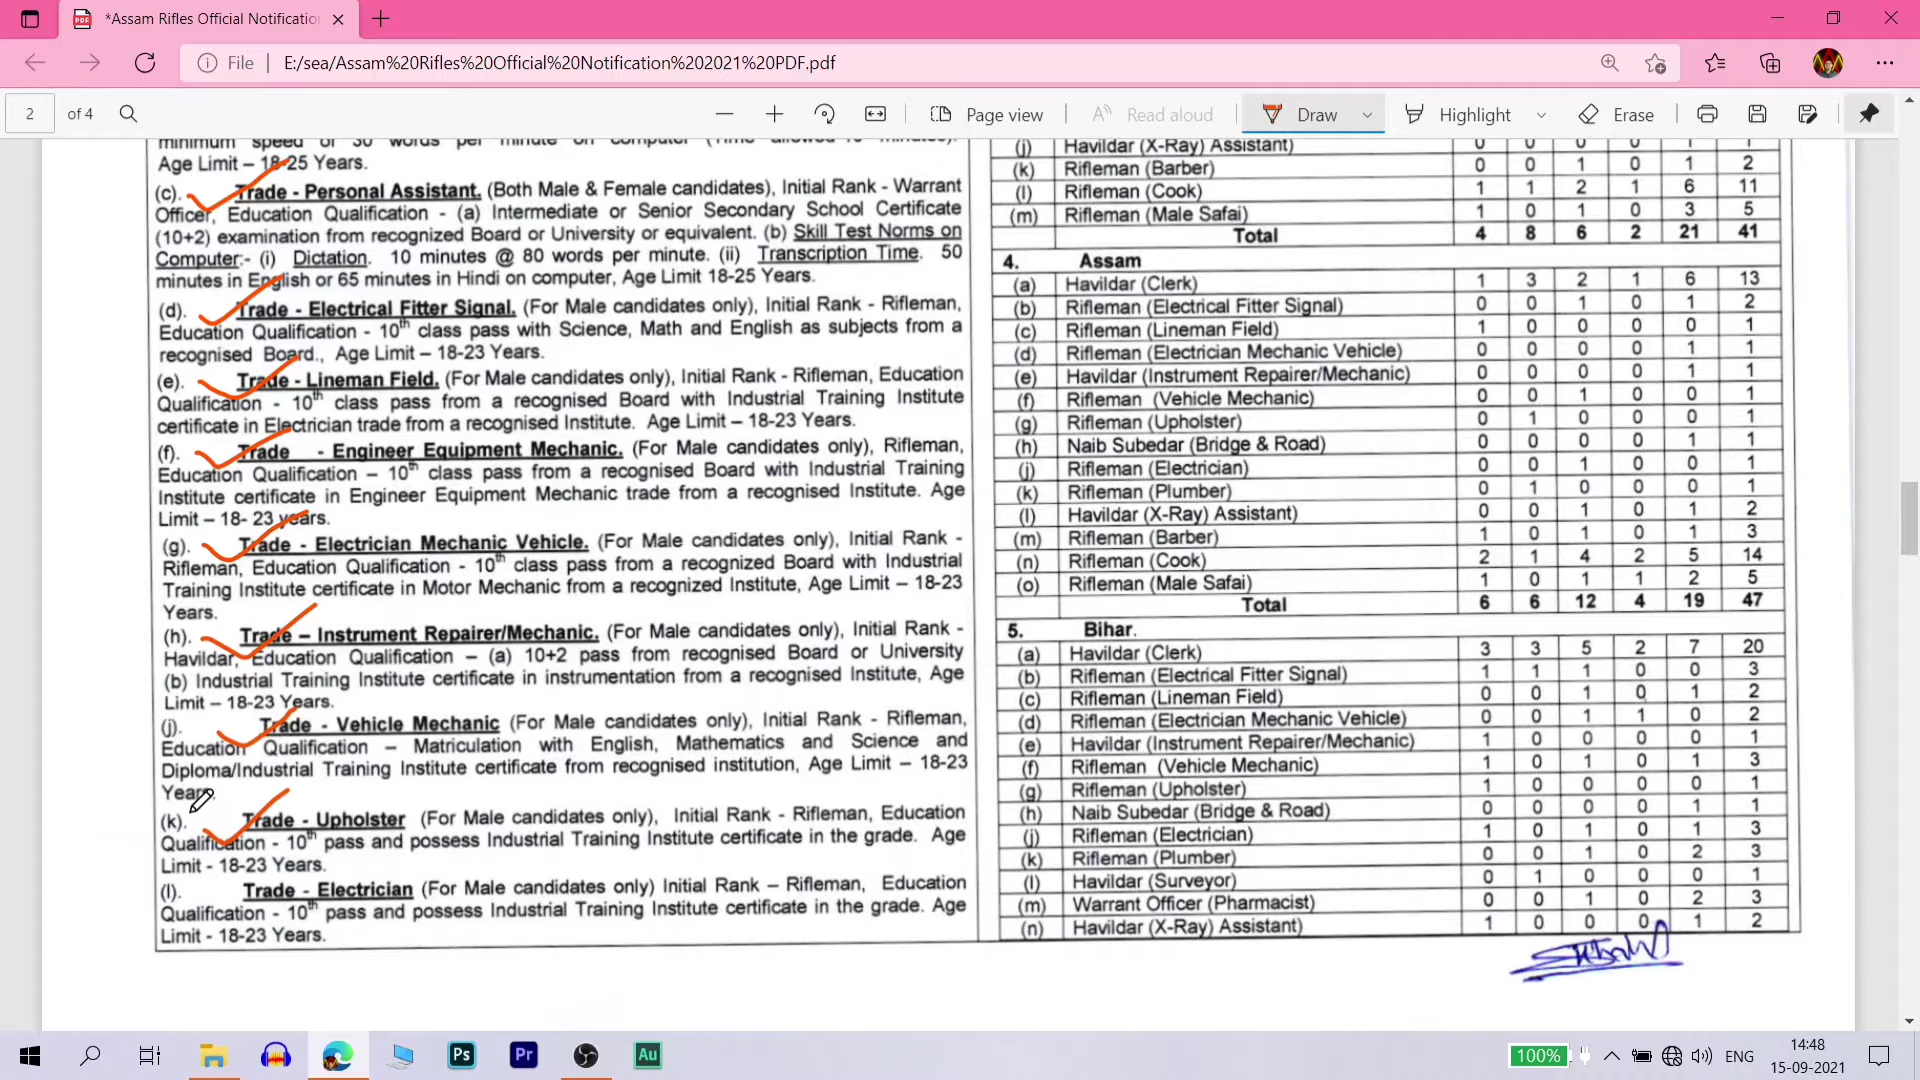 *Assam Rifles Official Notificatio
File
E:/sea/Assam%20Rifles%20Official%20Notification%202021%20PDF.pdf
2 of 4
Page view
Read aloud
Draw
Highlight
Erase
minimum speed of 30 words per minute on computer
Age Limit – 18-25 Years.
(c). Trade - Personal Assistant. (Both Male & Female candidates), Initial Rank - Warrant
Officer, Education Qualification - (a) Intermediate or Senior Secondary School Certificate
(10+2) examination from recognized Board or University or equivalent. (b) Skill Test Norms on
Computer:- (i) Dictation. 10 minutes @ 80 words per minute. (ii) Transcription Time. 50
minutes in English or 65 minutes in Hindi on computer, Age Limit 18-25 Years.
(d). Trade - Electrical Fitter Signal. (For Male candidates only), Initial Rank - Rifleman,
Education Qualification - 10th class pass with Science, Math and English as subjects from a
recognised Board., Age Limit – 18-23 Years.
(e). Trade - Lineman Field. (For Male candidates only), Initial Rank - Rifleman, Education
Qualification - 10th class pass from a recognised Board with Industrial Training Institute
certificate in Electrician trade from a recognised Institute. Age Limit – 18-23 Years.
(f). Trade - Engineer Equipment Mechanic. (For Male candidates only), Rifleman,
Education Qualification – 10th class pass from a recognised Board with Industrial Training
Institute certificate in Engineer Equipment Mechanic trade from a recognised Institute. Age
Limit – 18- 23 years.
(g). Trade - Electrician Mechanic Vehicle. (For Male candidates only), Initial Rank -
Rifleman, Education Qualification - 10th class pass from a recognized Board with Industrial
Training Institute certificate in Motor Mechanic from a recognized Institute, Age Limit – 18-23
Years.
(h). Trade – Instrument Repairer/Mechanic. (For Male candidates only), Initial Rank -
Havildar, Education Qualification – (a) 10+2 pass from recognised Board or University
(b) Industrial Training Institute certificate in instrumentation from a recognised Institute, Age
Limit – 18-23 Years.
(j). Trade - Vehicle Mechanic (For Male candidates only), Initial Rank - Rifleman,
Education Qualification – Matriculation with English, Mathematics and Science and
Diploma/Industrial Training Institute certificate from recognised institution, Age Limit – 18-23
Years.
(k). Trade - Upholster (For Male candidates only), Initial Rank - Rifleman, Education
Qualification - 10th pass and possess Industrial Training Institute certificate in the grade. Age
Limit - 18-23 Years.
(l). Trade - Electrician (For Male candidates only) Initial Rank – Rifleman, Education
Qualification - 10th pass and possess Industrial Training Institute certificate in the grade. Age
Limit - 18-23 Years.
(j) Havildar (X-Ray) Assistant) 0 0 0 0 1 1
(k) Rifleman (Barber) 0 0 1 0 1 2
(l) Rifleman (Cook) 1 1 2 1 6 11
(m) Rifleman (Male Safai) 1 0 1 0 3 5
Total 4 8 6 2 21 41
4. Assam
(a) Havildar (Clerk) 1 3 2 1 6 13
(b) Rifleman (Electrical Fitter Signal) 0 0 1 0 1 2
(c) Rifleman (Lineman Field) 1 0 0 0 0 1
(d) Rifleman (Electrician Mechanic Vehicle) 0 0 0 0 1 1
(e) Havildar (Instrument Repairer/Mechanic) 0 0 0 0 1 1
(f) Rifleman (Vehicle Mechanic) 0 0 1 0 0 1
(g) Rifleman (Upholster) 0 1 0 0 0 1
(h) Naib Subedar (Bridge & Road) 0 0 0 0 1 1
(j) Rifleman (Electrician) 0 0 1 0 0 1
(k) Rifleman (Plumber) 0 1 0 0 0 1
(l) Havildar (X-Ray) Assistant) 0 0 1 0 1 2
(m) Rifleman (Barber) 1 0 1 0 1 3
(n) Rifleman (Cook) 2 1 4 2 5 14
(o) Rifleman (Male Safai) 1 0 1 1 2 5
Total 6 6 12 4 19 47
5. Bihar.
(a) Havildar (Clerk) 3 3 5 2 7 20
(b) Rifleman (Electrical Fitter Signal) 1 1 1 0 0 3
(c) Rifleman (Lineman Field) 0 0 1 0 1 2
(d) Rifleman (Electrician Mechanic Vehicle) 0 0 1 1 0 2
(e) Havildar (Instrument Repairer/Mechanic) 1 0 0 0 0 1
(f) Rifleman (Vehicle Mechanic) 1 0 1 0 1 3
(g) Rifleman (Upholster) 1 0 0 0 0 1
(h) Naib Subedar (Bridge & Road) 0 0 0 0 1 1
(j) Rifleman (Electrician) 1 0 1 0 1 3
(k) Rifleman (Plumber) 0 0 1 0 2 3
(l) Havildar (Surveyor) 0 1 0 0 0 1
(m) Warrant Officer (Pharmacist) 0 0 1 0 2 3
(n) Havildar (X-Ray) Assistant) 1 0 0 0 1 2
Ps Pr Au
100%
ENG
14:48
15-09-2021